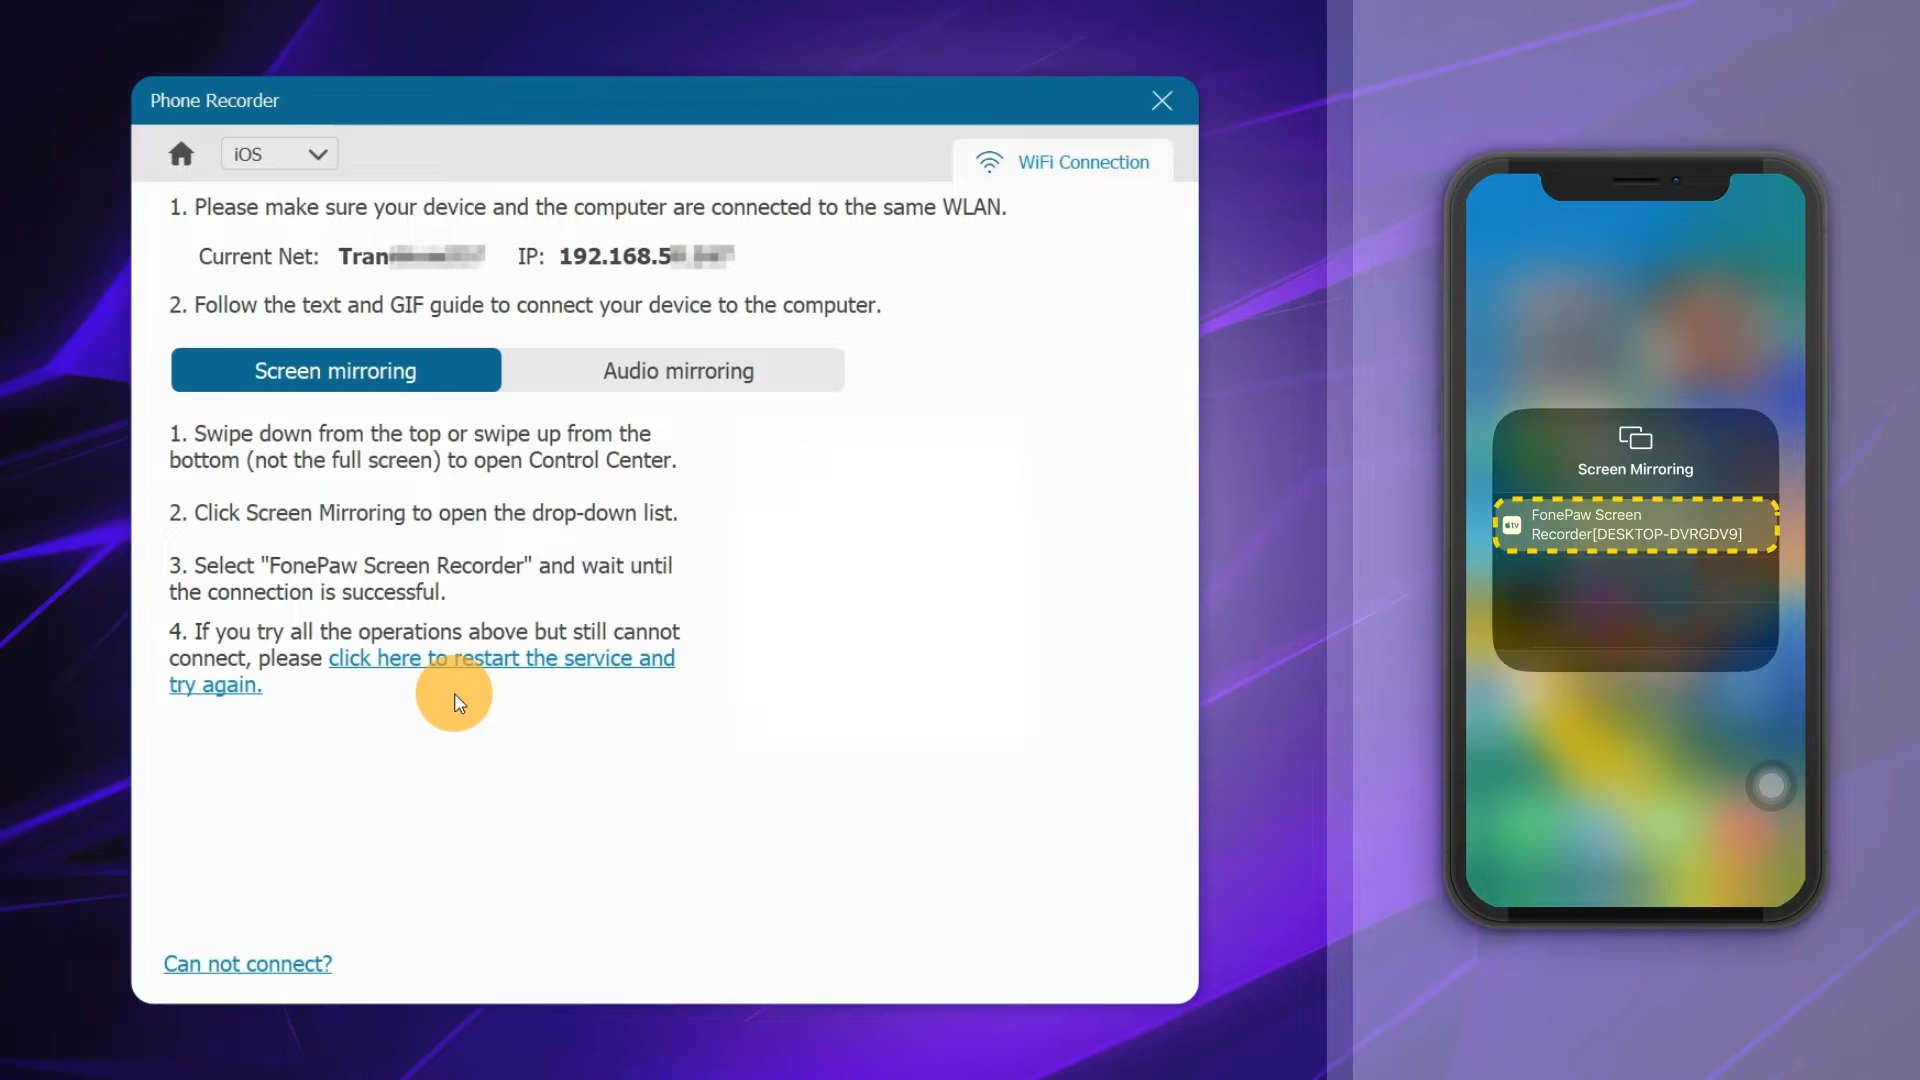 Phone Recorder
iOS
WiFi Connection
1. Please make sure your device and the computer are connected to the same WLAN.
Current Net: Tran IP: 192.168.5
2. Follow the text and GIF guide to connect your device to the computer.
Screen mirroring
Audio mirroring
1. Swipe down from the top or swipe up from the
bottom (not the full screen) to open Control Center.
2. Click Screen Mirroring to open the drop-down list.
3. Select "FonePaw Screen Recorder" and wait until
the connection is successful.
4. If you try all the operations above but still cannot
connect, please click here to restart the service and
try again.
Can not connect?
Screen Mirroring
tv
FonePaw Screen
Recorder[DESKTOP-DVRGDV9]